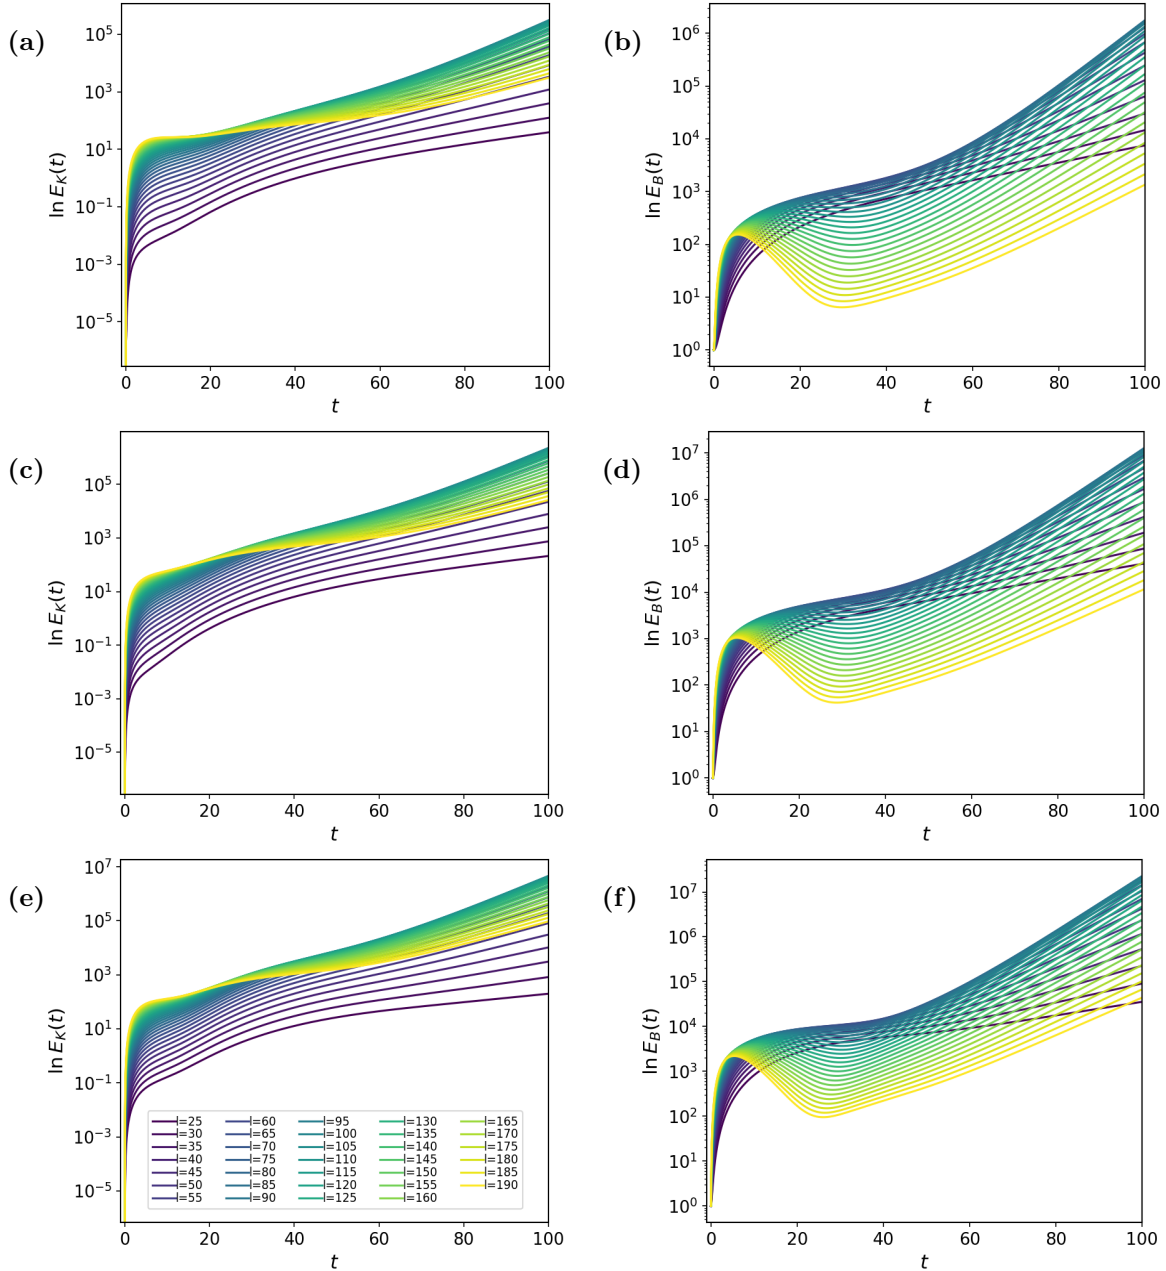 (a)
ln E_K(t)
10^5
10^3
10^1
10^−1
10^−3
10^−5
0 20 40 60 80 100
t
(b)
ln E_B(t)
10^6
10^5
10^4
10^3
10^2
10^1
10^0
0 20 40 60 80 100
t
(c)
ln E_K(t)
10^5
10^3
10^1
10^−1
10^−3
10^−5
0 20 40 60 80 100
t
(d)
ln E_B(t)
10^7
10^6
10^5
10^4
10^3
10^2
10^1
10^0
0 20 40 60 80 100
t
(e)
ln E_K(t)
10^7
10^5
10^3
10^1
10^−1
10^−3
10^−5
l=25 l=60 l=95 l=130 l=165
l=30 l=65 l=100 l=135 l=170
l=35 l=70 l=105 l=140 l=175
l=40 l=75 l=110 l=145 l=180
l=45 l=80 l=115 l=150 l=185
l=50 l=85 l=120 l=155 l=190
l=55 l=90 l=125 l=160
0 20 40 60 80 100
t
(f)
ln E_B(t)
10^7
10^6
10^5
10^4
10^3
10^2
10^1
10^0
0 20 40 60 80 100
t